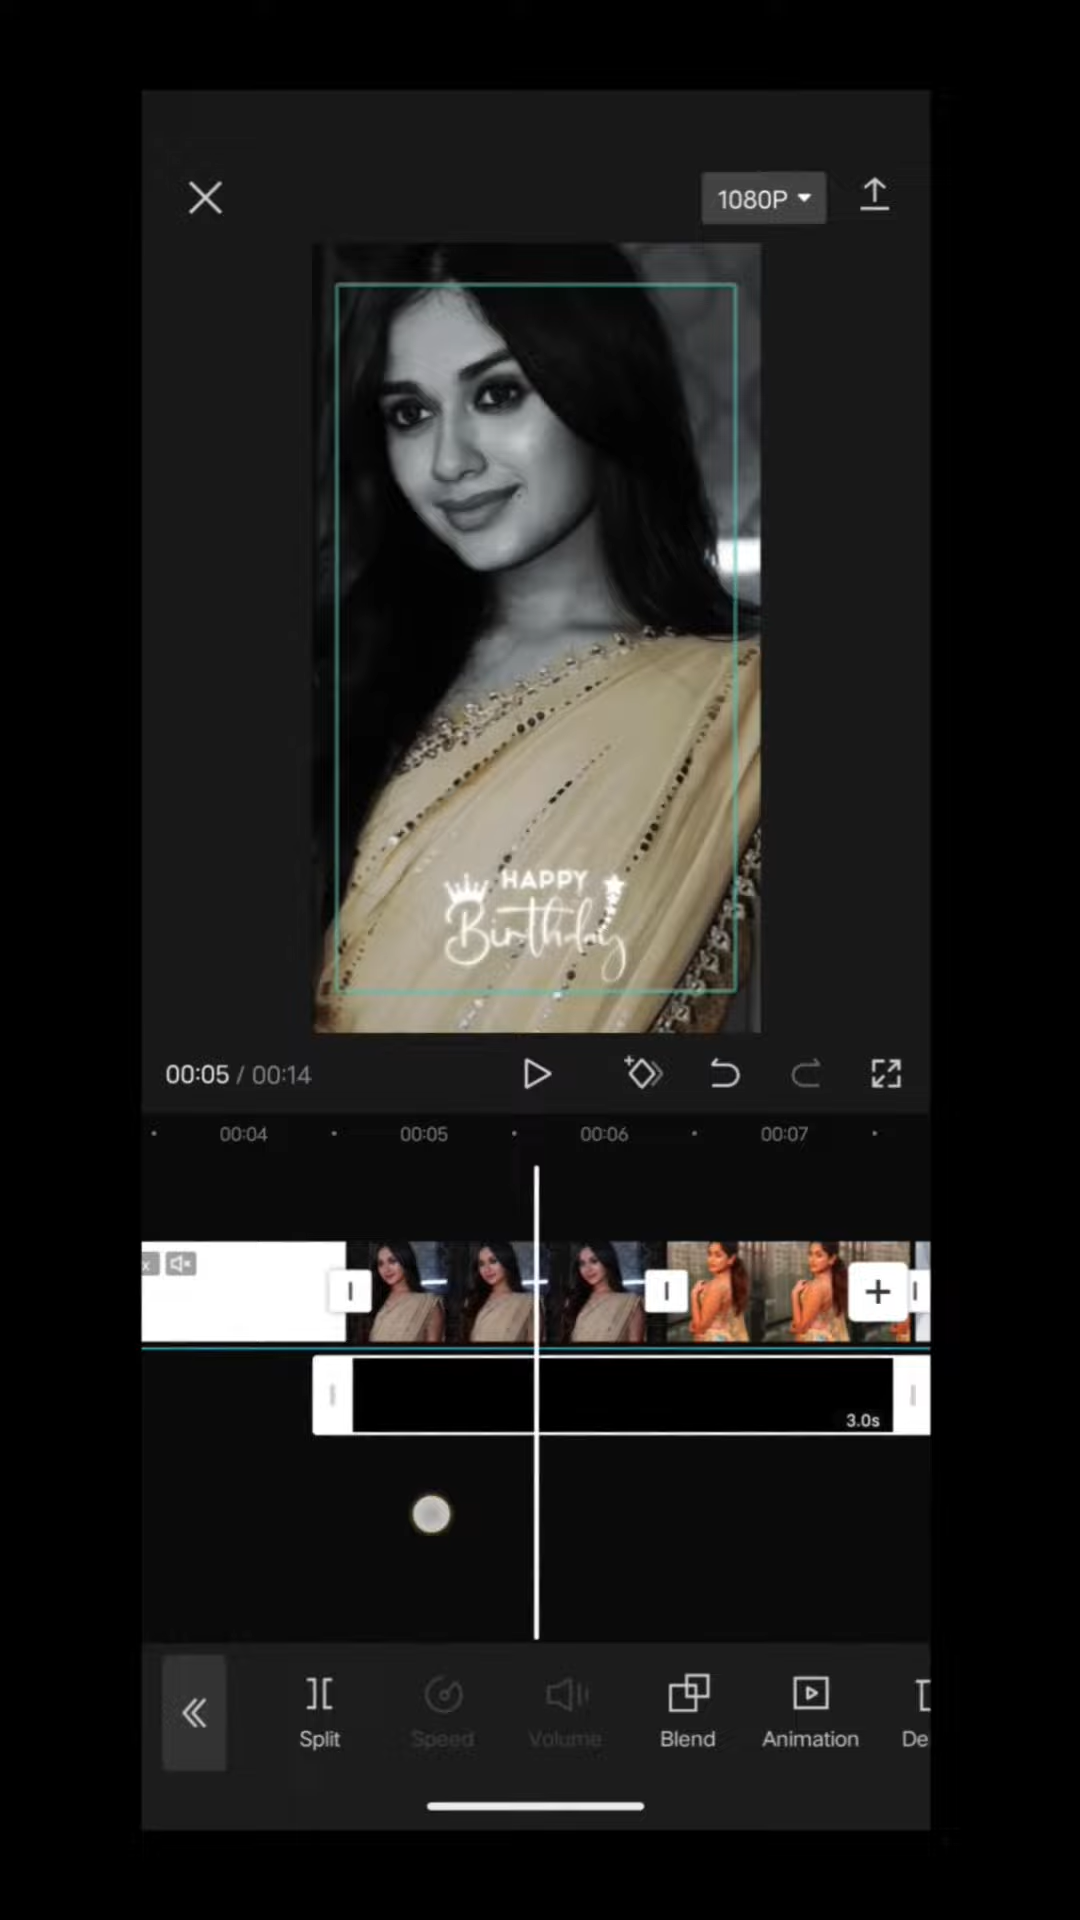 1080P
HAPPY
Birthday
00:05 / 00:14
00:04 00:05 00:06 00:07
x
3.0s
Split Speed Volume Blend Animation De